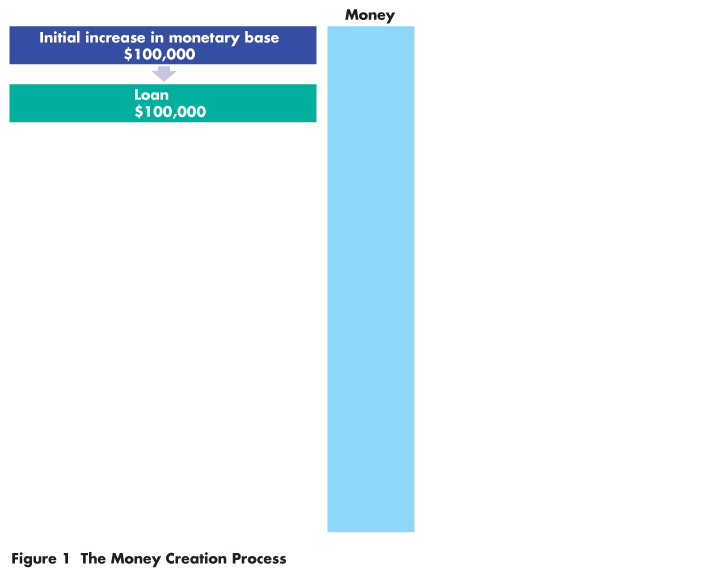 Money
Initial increase in monetary base
$100,000
Loan
$100,000
Figure 1 The Money Creation Process